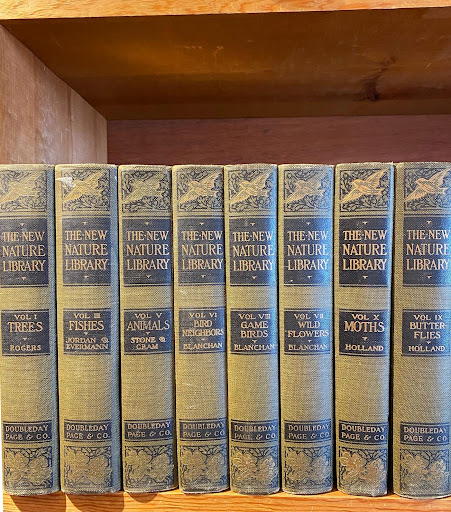 THE·NEW
NATURE
LIBRARY
VOL I
TREES
ROGERS
THE·NEW
NATURE
LIBRARY
VOL III
FISHES
JORDAN &
EVERMANN
DOUBLEDAY
PAGE & CO.
THE·NEW
NATURE
LIBRARY
VOL V
ANIMALS
STONE &
CRAM
DOUBLEDAY
PAGE & CO.
THE·NEW
NATURE
LIBRARY
VOL VI
BIRD
NEIGHBORS
BLANCHAN
DOUBLEDAY
PAGE & CO.
THE·NEW
NATURE
LIBRARY
VOL VIII
GAME
BIRDS
BLANCHAN
DOUBLEDAY
PAGE & CO.
THE·NEW
NATURE
LIBRARY
WILD
FLOWERS
BLANCHAN
DOUBLEDAY
PAGE & CO.
THE·NEW
NATURE
LIBRARY
VOL X
MOTHS
HOLLAND
DOUBLEDAY
PAGE & CO.
THE·NEW
NATURE
LIBRARY
VOL IX
BUTTER-
FLIES
HOLLAND
DOUBLEDAY
PAGE & CO.
DOUBLEDAY
PAGE & CO.